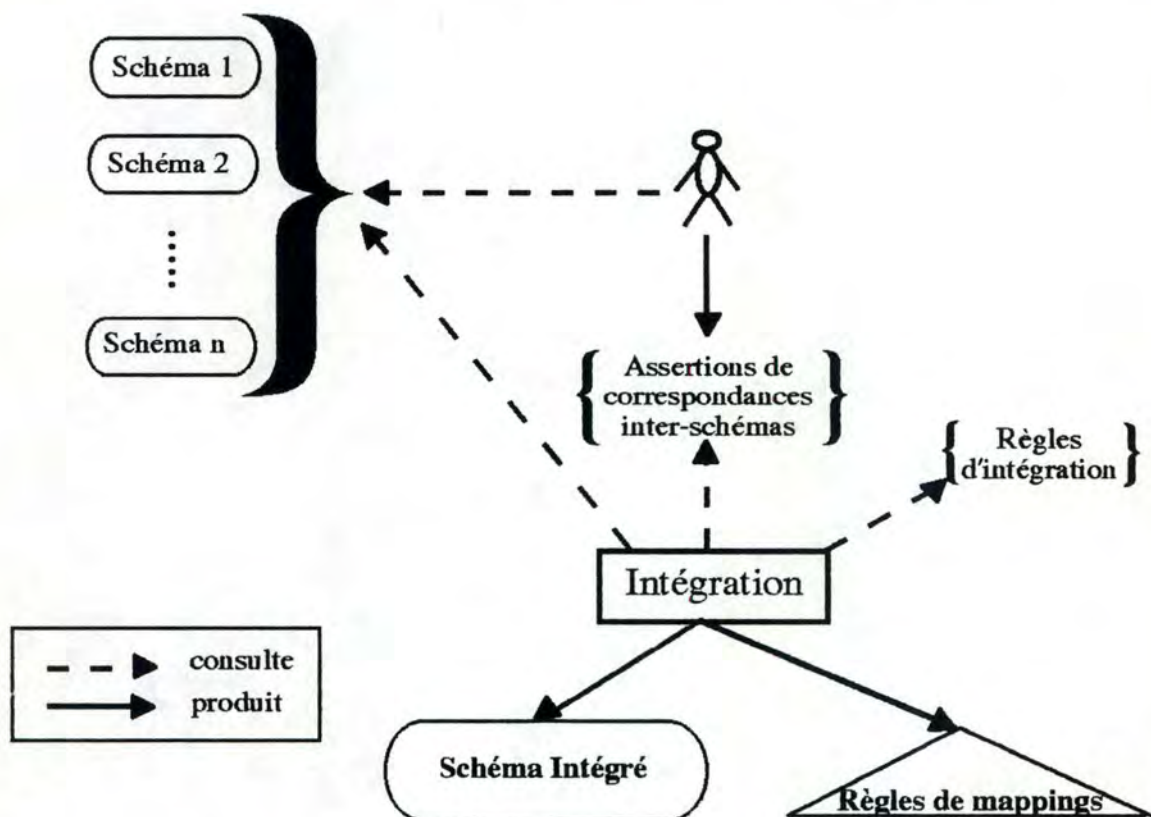 Schéma 1
Schéma 2
Schéma n
Assertions de
correspondances
inter-schémas
Règles
d'intégration
Intégration
consulte
produit
Schéma Intégré
Règles de mappings